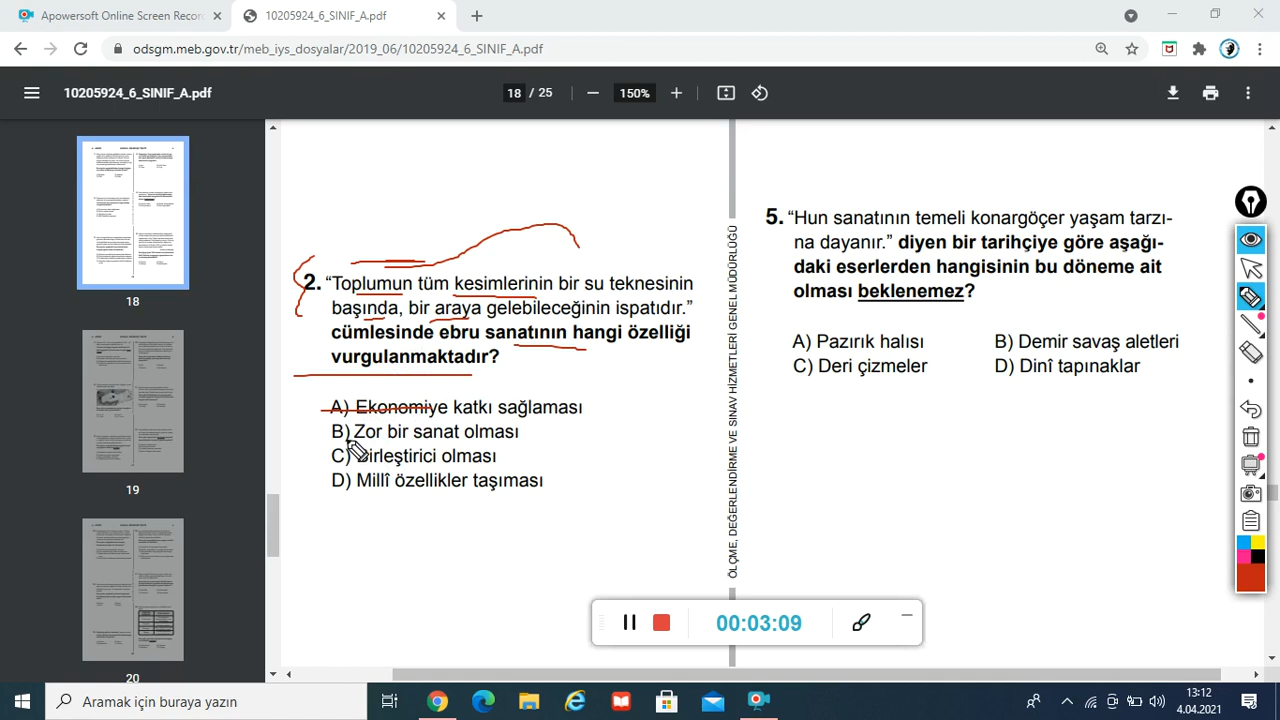 Apowersoft Online Screen Recor
10205924_6_SINIF_A.pdf
odsgm.meb.gov.tr/meb_iys_dosyalar/2019_06/10205924_6_SINIF_A.pdf
10205924_6_SINIF_A.pdf
18 / 25
150%
18
19
20
2. “Toplumun tüm kesimlerinin bir su teknesinin
başında, bir araya gelebileceğinin ispatıdır.”
cümlesinde ebru sanatının hangi özelliği
vurgulanmaktadır?
A) Ekonomiye katkı sağlaması
B) Zor bir sanat olması
C) Birleştirici olması
D) Millî özellikler taşıması
ÖLÇME, DEĞERLENDİRME VE SINAV HİZMETLERİ GENEL MÜDÜRLÜĞÜ
5. “Hun sanatının temeli konargöçer yaşam tarzı-
na dayanır.” diyen bir tarihçiye göre aşağı-
daki eserlerden hangisinin bu döneme ait
olması beklenemez?
A) Pazırık halısı
B) Demir savaş aletleri
C) Deri çizmeler
D) Dinî tapınaklar
00:03:09
Aramak için buraya yazın
13:12
4.04.2021